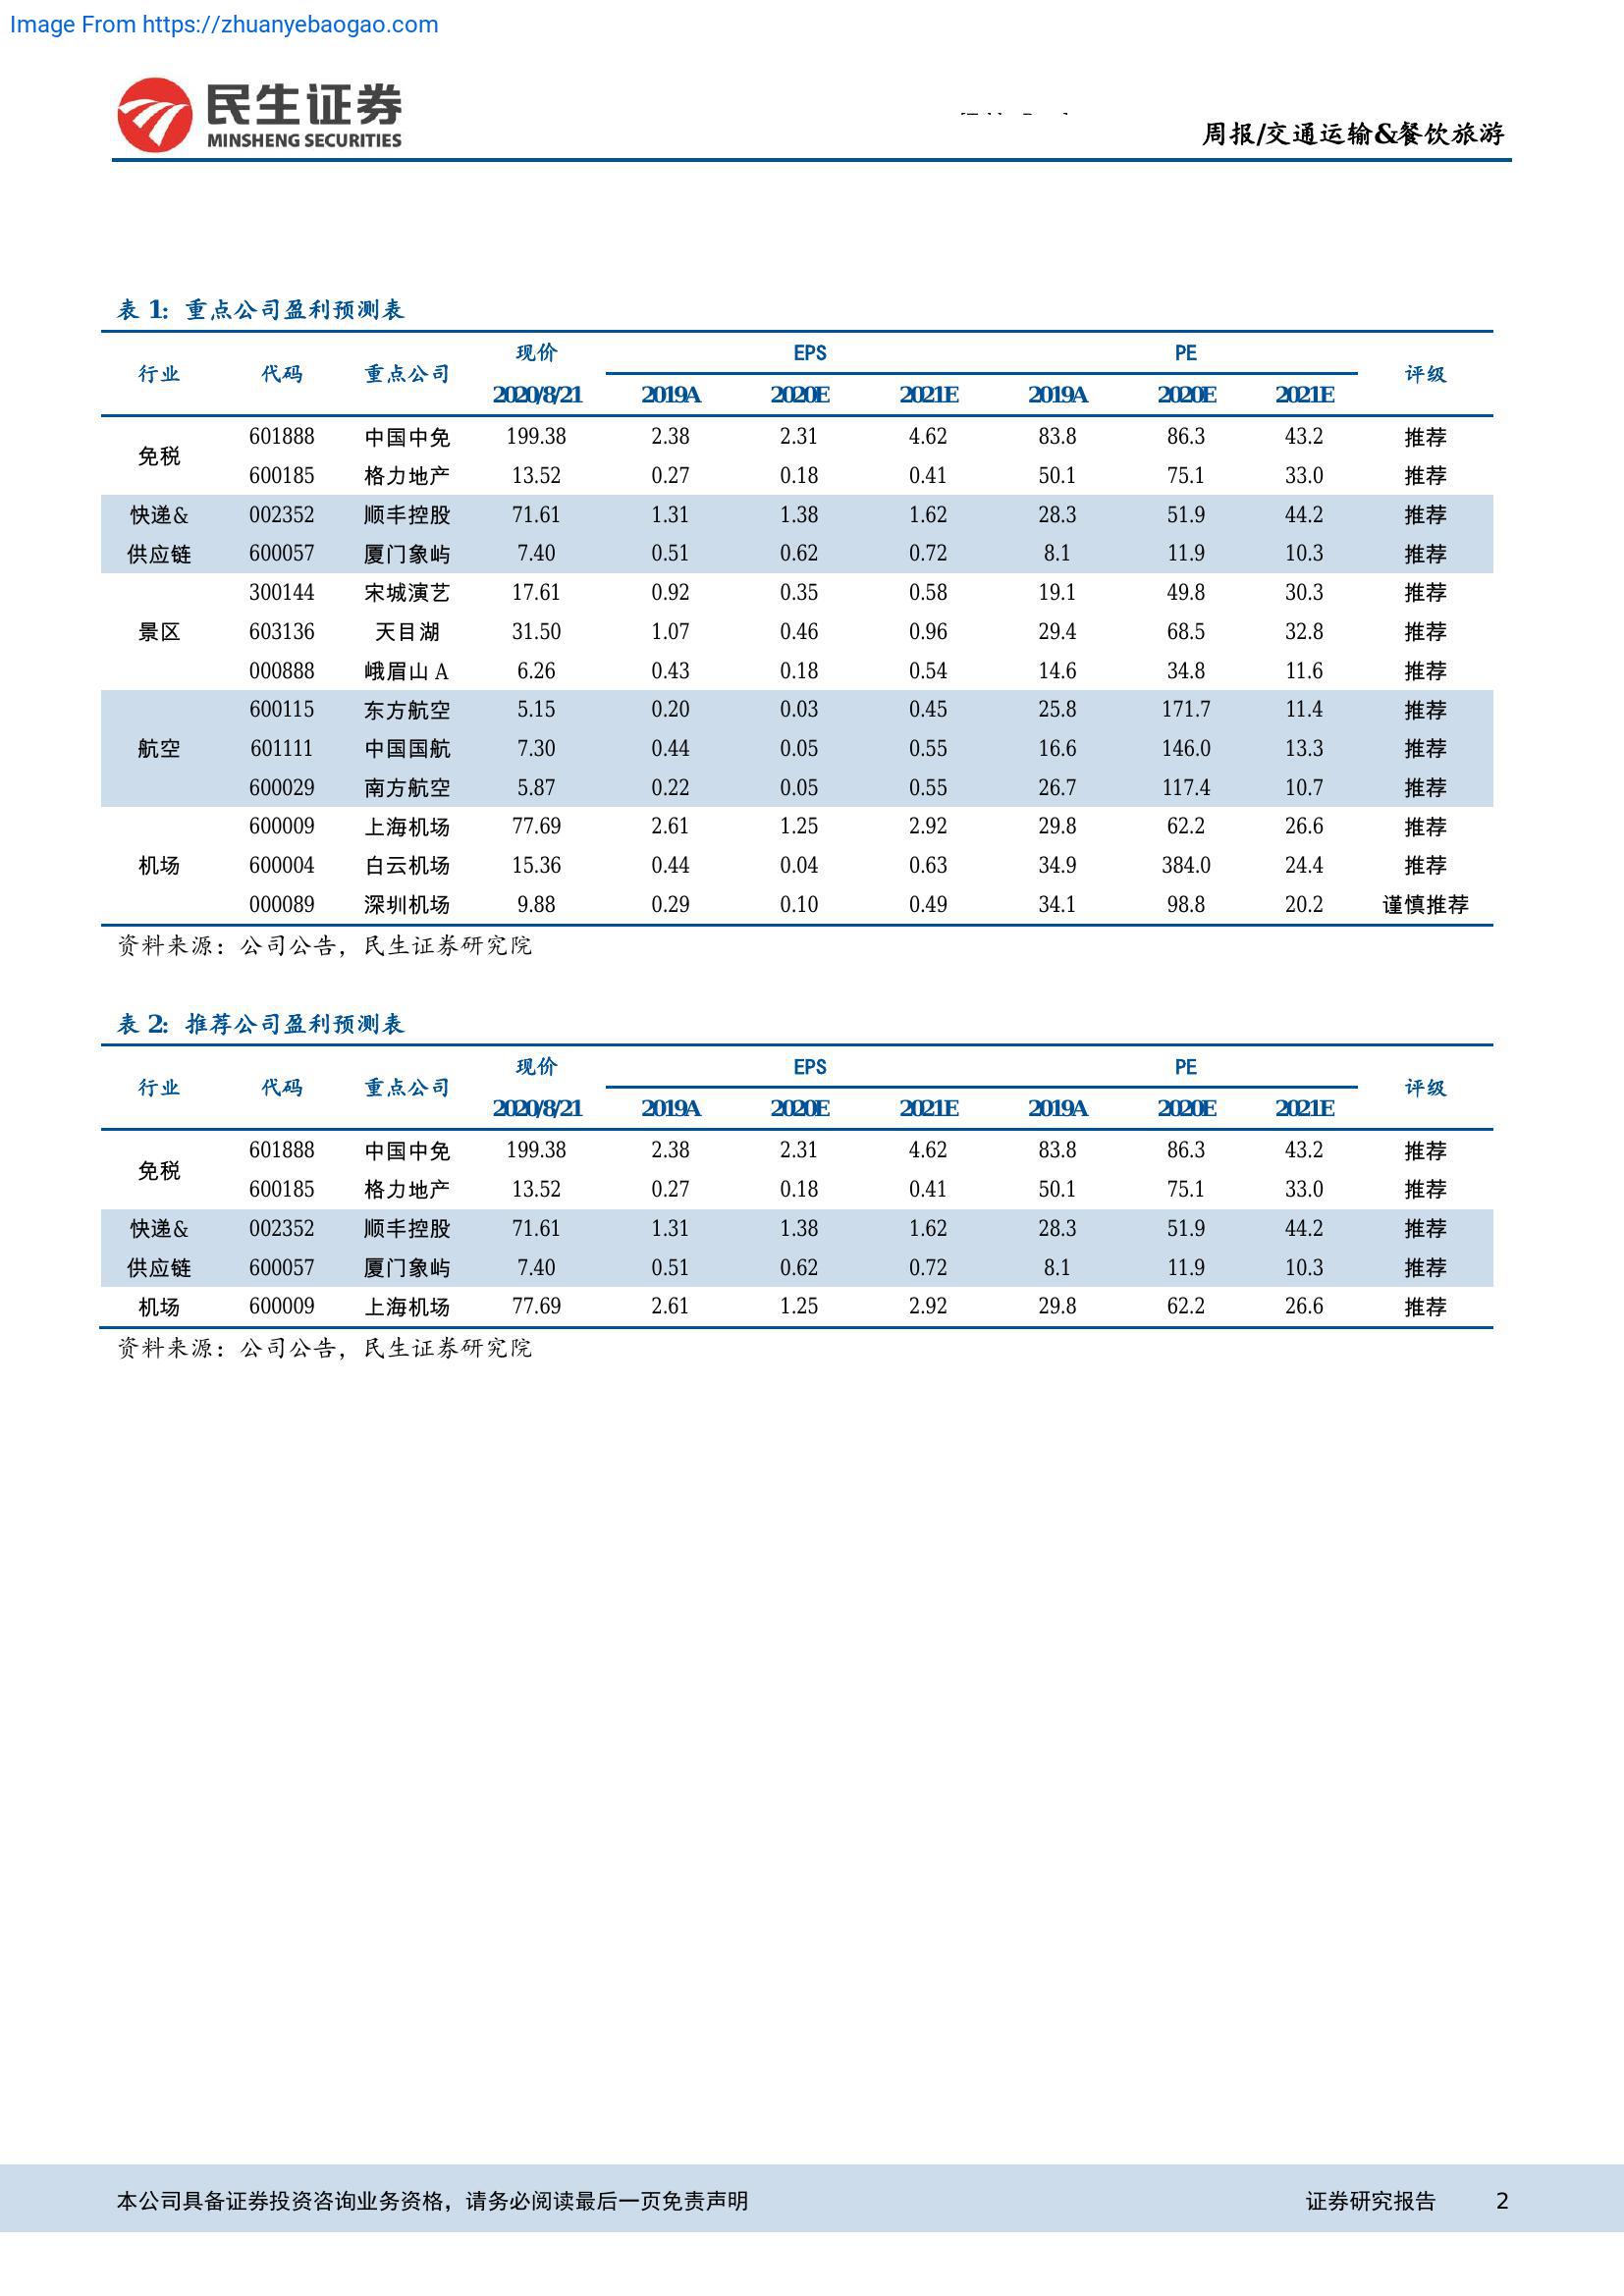 Image From https://zhuanyebaogao.com
民生证券
MINSHENG SECURITIES
周报/交通运输&餐饮旅游
表 1：重点公司盈利预测表
行业 代码 重点公司 现价 EPS PE 评级
2020/8/21 2019A 2020E 2021E 2019A 2020E 2021E
免税 601888 中国中免 199.38 2.38 2.31 4.62 83.8 86.3 43.2 推荐
600185 格力地产 13.52 0.27 0.18 0.41 50.1 75.1 33.0 推荐
快递& 002352 顺丰控股 71.61 1.31 1.38 1.62 28.3 51.9 44.2 推荐
供应链 600057 厦门象屿 7.40 0.51 0.62 0.72 8.1 11.9 10.3 推荐
300144 宋城演艺 17.61 0.92 0.35 0.58 19.1 49.8 30.3 推荐
景区 603136 天目湖 31.50 1.07 0.46 0.96 29.4 68.5 32.8 推荐
000888 峨眉山 A 6.26 0.43 0.18 0.54 14.6 34.8 11.6 推荐
600115 东方航空 5.15 0.20 0.03 0.45 25.8 171.7 11.4 推荐
航空 601111 中国国航 7.30 0.44 0.05 0.55 16.6 146.0 13.3 推荐
600029 南方航空 5.87 0.22 0.05 0.55 26.7 117.4 10.7 推荐
600009 上海机场 77.69 2.61 1.25 2.92 29.8 62.2 26.6 推荐
机场 600004 白云机场 15.36 0.44 0.04 0.63 34.9 384.0 24.4 推荐
000089 深圳机场 9.88 0.29 0.10 0.49 34.1 98.8 20.2 谨慎推荐
资料来源：公司公告，民生证券研究院
表 2：推荐公司盈利预测表
行业 代码 重点公司 现价 EPS PE 评级
2020/8/21 2019A 2020E 2021E 2019A 2020E 2021E
免税 601888 中国中免 199.38 2.38 2.31 4.62 83.8 86.3 43.2 推荐
600185 格力地产 13.52 0.27 0.18 0.41 50.1 75.1 33.0 推荐
快递& 002352 顺丰控股 71.61 1.31 1.38 1.62 28.3 51.9 44.2 推荐
供应链 600057 厦门象屿 7.40 0.51 0.62 0.72 8.1 11.9 10.3 推荐
机场 600009 上海机场 77.69 2.61 1.25 2.92 29.8 62.2 26.6 推荐
资料来源：公司公告，民生证券研究院
本公司具备证券投资咨询业务资格，请务必阅读最后一页免责声明 证券研究报告 2